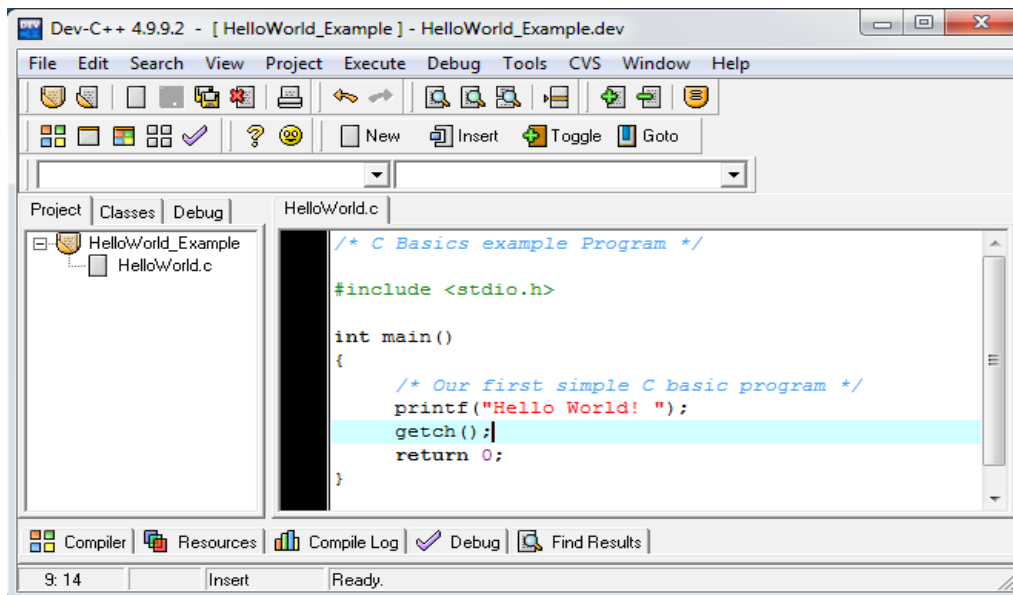 Dev-C++ 4.9.9.2 - [ HelloWorld_Example ] - HelloWorld_Example.dev
File Edit Search View Project Execute Debug Tools CVS Window Help
New Insert Toggle Goto
Project Classes Debug HelloWorld.c
HelloWorld_Example
HelloWorld.c
/* C Basics example Program */
#include <stdio.h>
int main()
{
/* Our first simple C basic program */
printf("Hello World! ");
getch();
return 0;
}
Compiler Resources Compile Log Debug Find Results
9: 14 Insert Ready.